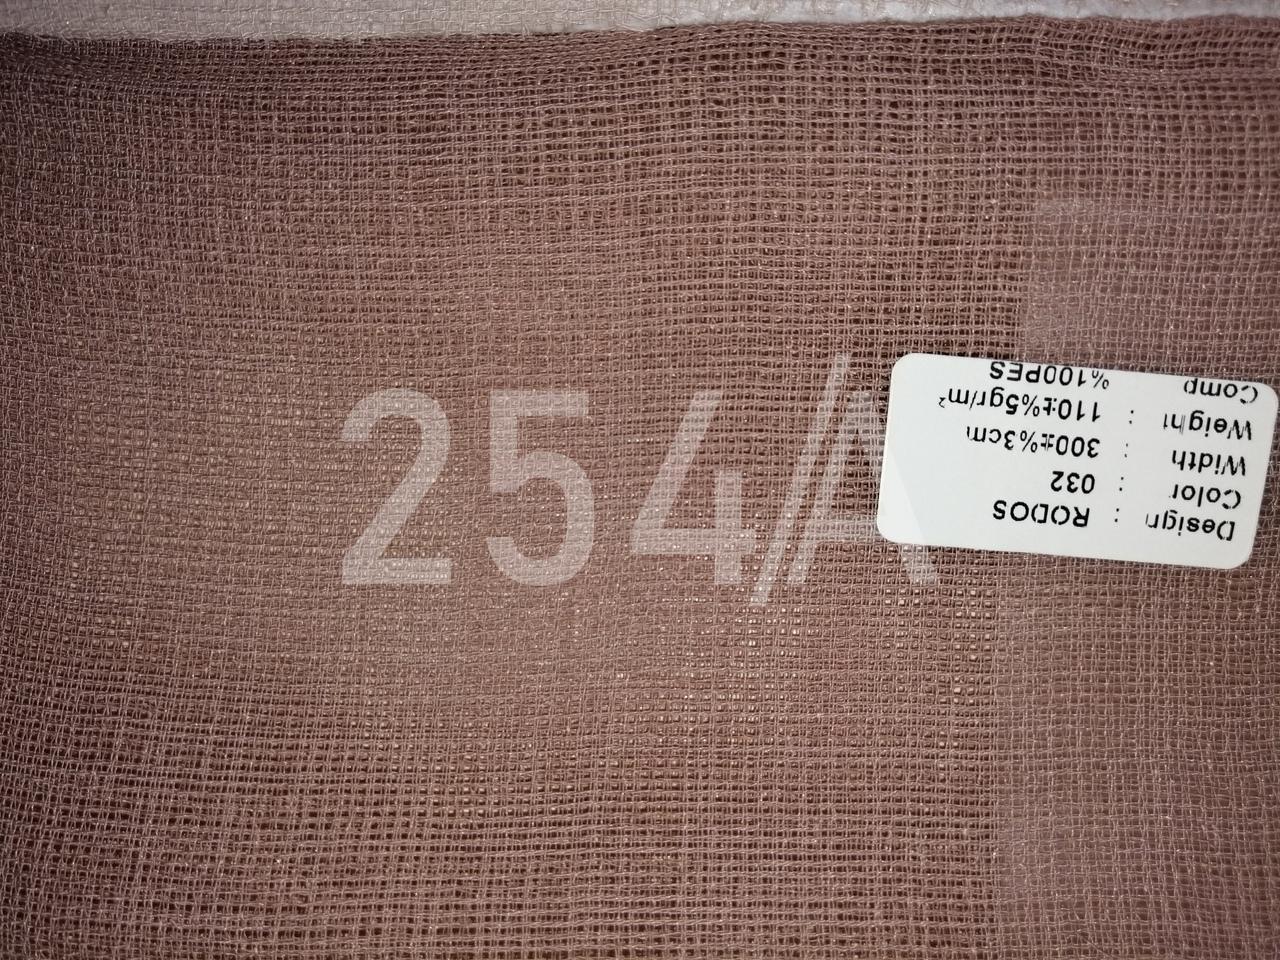 254//A
Design : RODOS
Color : 032
Width : 300±%3cm
Weight : 110±%5gr/m²
Comp : %100PES